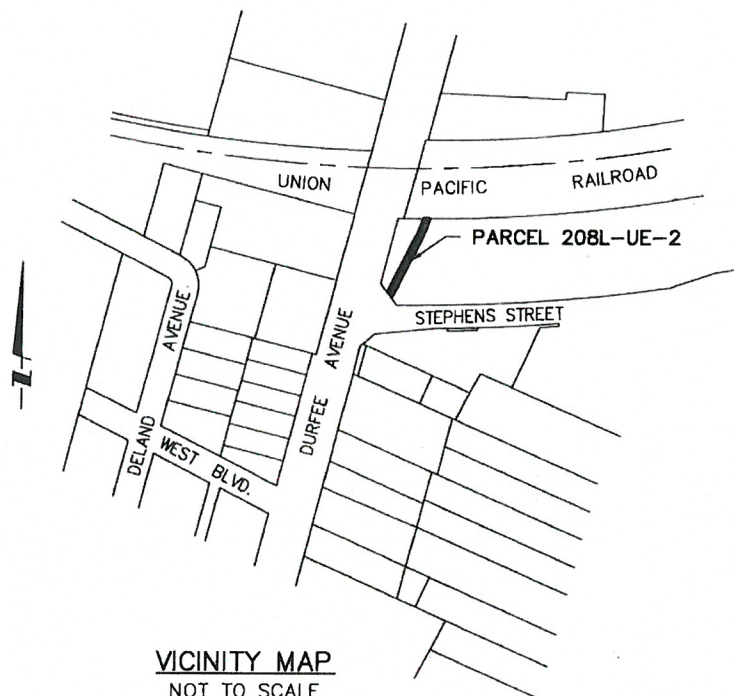 UNION PACIFIC RAILROAD
PARCEL 208L-UE-2
STEPHENS STREET
DURFEE AVENUE
DELAND AVENUE
WEST BLVD.
N
VICINITY MAP
NOT TO SCALE